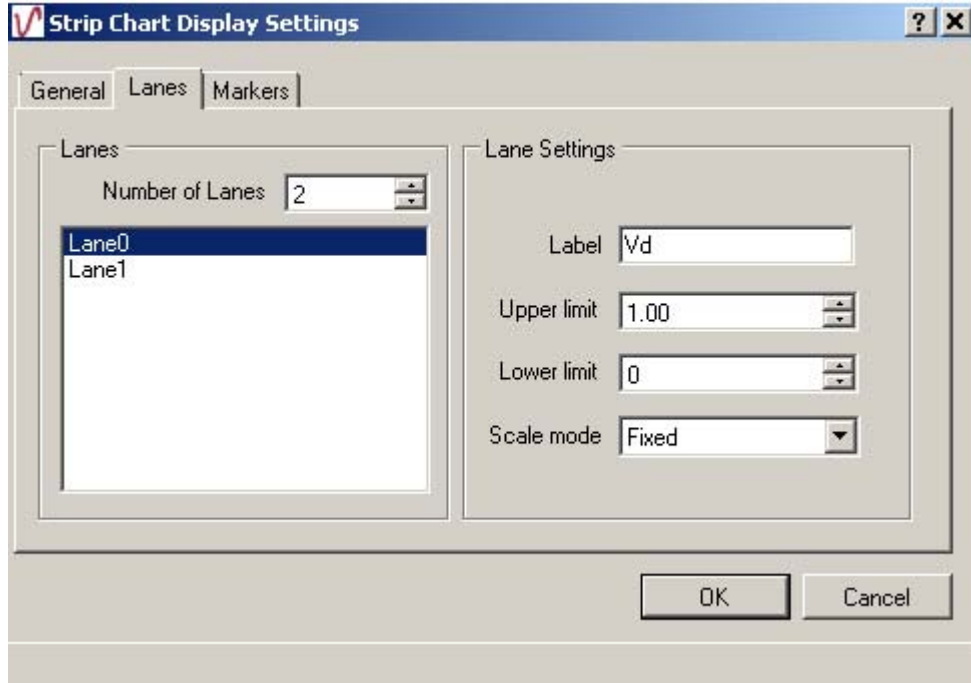 Strip Chart Display Settings
General Lanes Markers
Lanes
Number of Lanes 2
Lane0
Lane1
Lane Settings
Label Vd
Upper limit 1.00
Lower limit 0
Scale mode Fixed
OK Cancel